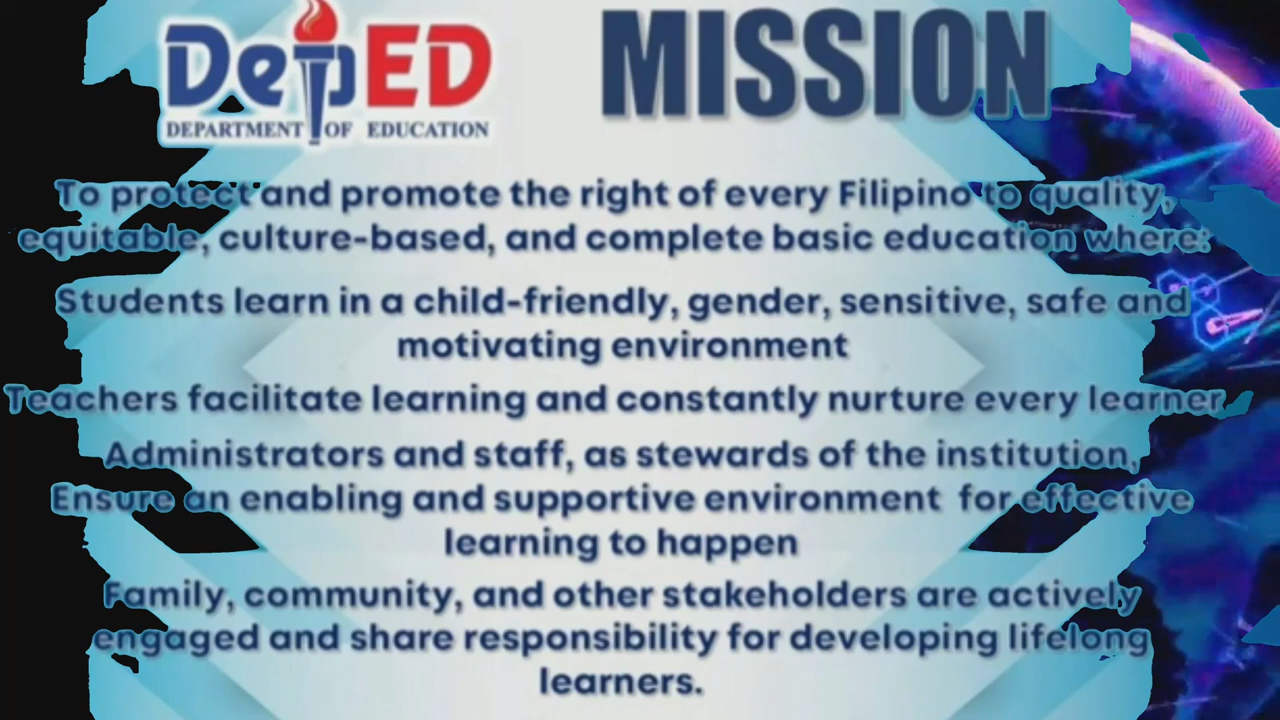 DepED
DEPARTMENT OF EDUCATION
MISSION
To protect and promote the right of every Filipino to quality,
equitable, culture-based, and complete basic education where:
Students learn in a child-friendly, gender, sensitive, safe and
motivating environment
Teachers facilitate learning and constantly nurture every learner
Administrators and staff, as stewards of the institution,
Ensure an enabling and supportive environment for effective
learning to happen
Family, community, and other stakeholders are actively
engaged and share responsibility for developing lifelong
learners.